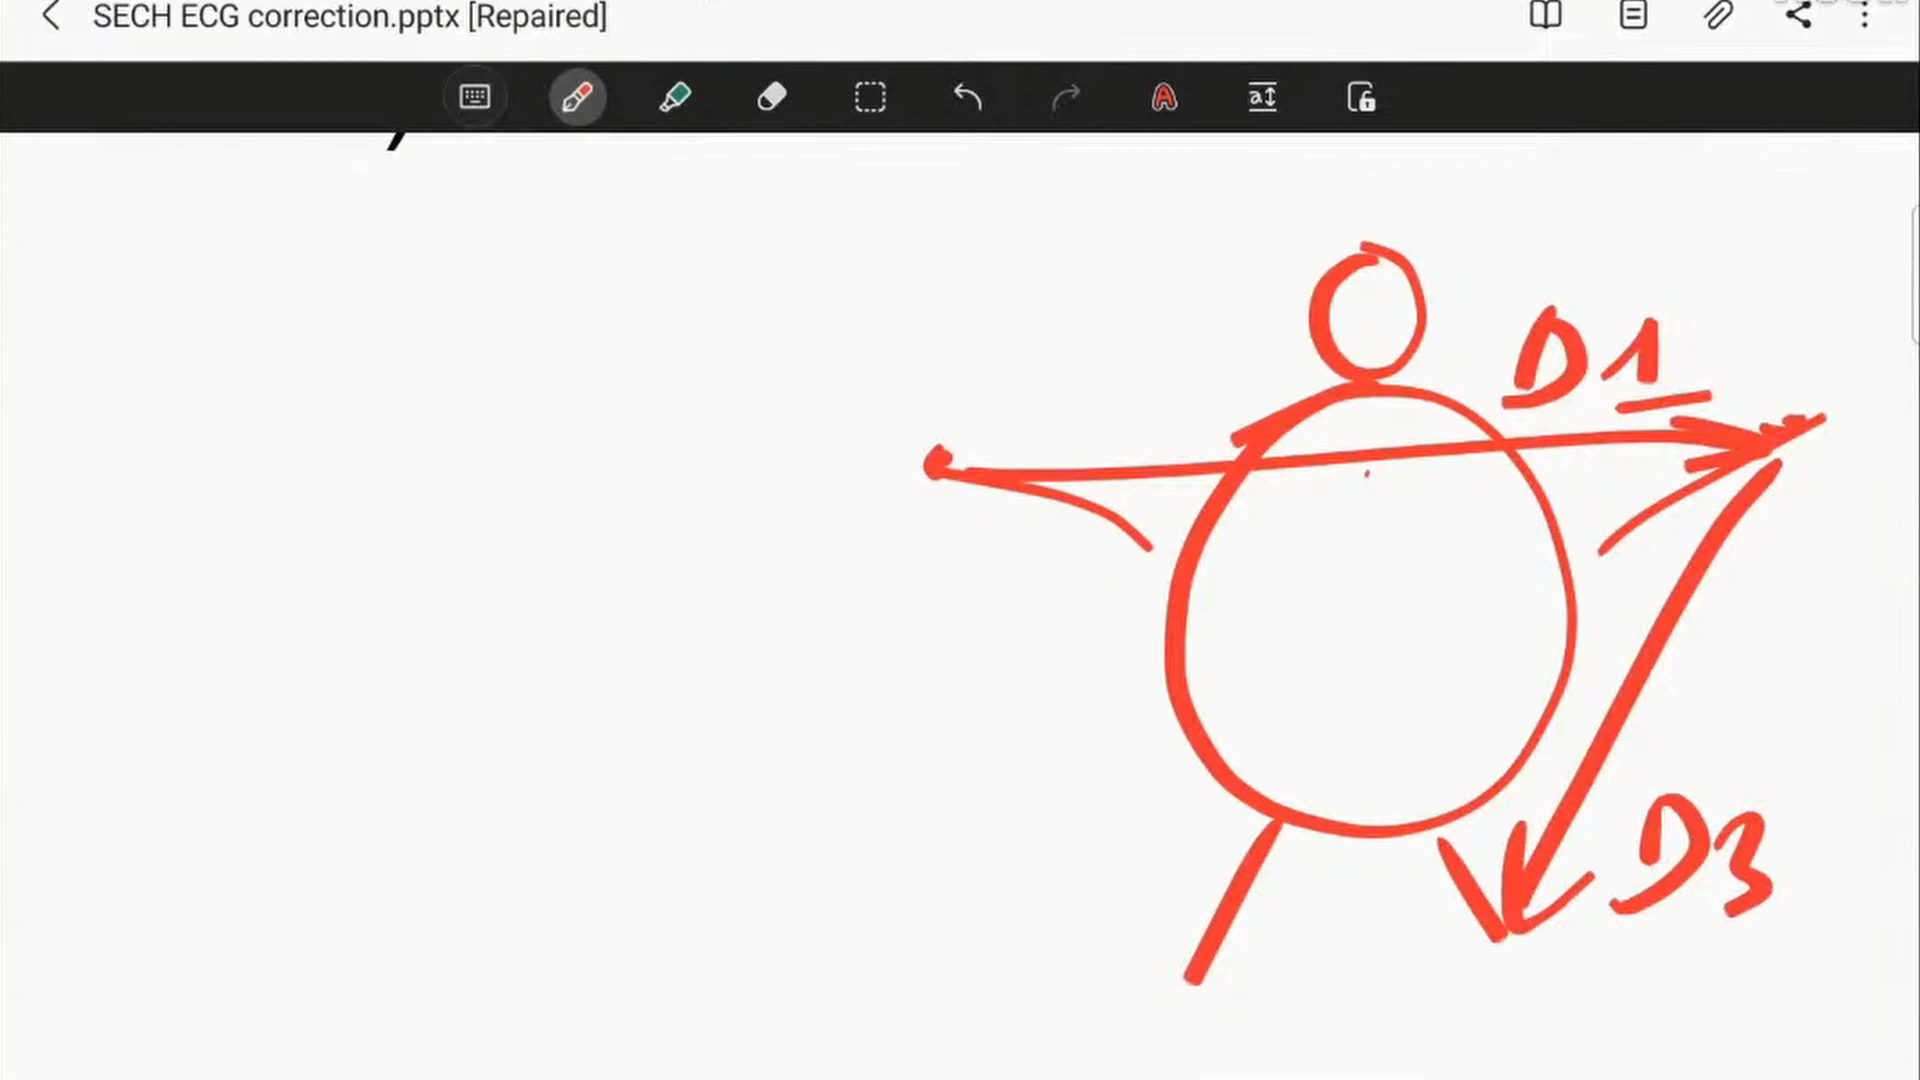 SECH ECG correction.pptx [Repaired]
D1
D3